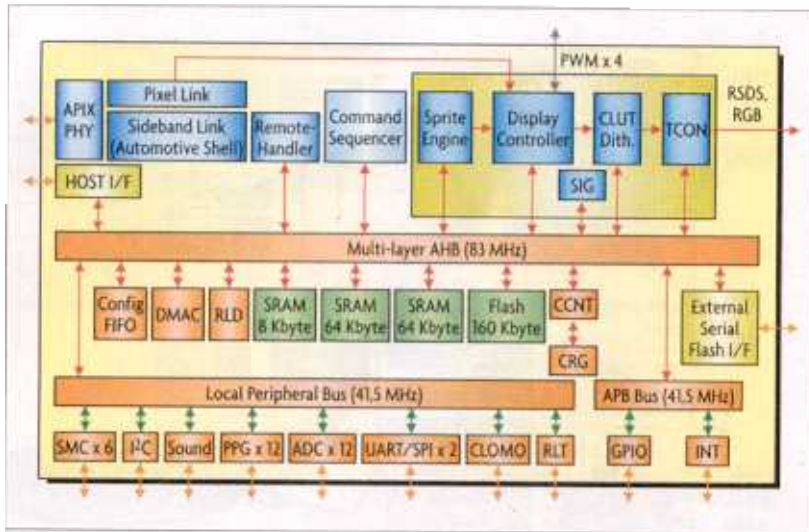 PWM x 4
APIX
PHY
Pixel Link
Sideband Link
(Automotive Shell)
Remote-
Handler
Command
Sequencer
Sprite
Engine
Display
Controller
CLUT
Dith.
TCON
RSDS,
RGB
HOST I/F
SIG
Multi-layer AHB (83 MHz)
Config
FIFO
DMAC
RLD
SRAM
8 Kbyte
SRAM
64 Kbyte
SRAM
64 Kbyte
Flash
160 Kbyte
CCNT
CRG
External
Serial
Flash I/F
Local Peripheral Bus (41,5 MHz)
APB Bus (41,5 MHz)
SMC x 6
I²C
Sound
PPG x 12
ADC x 12
UART/SPI x 2
CLOMO
RLT
GPIO
INT